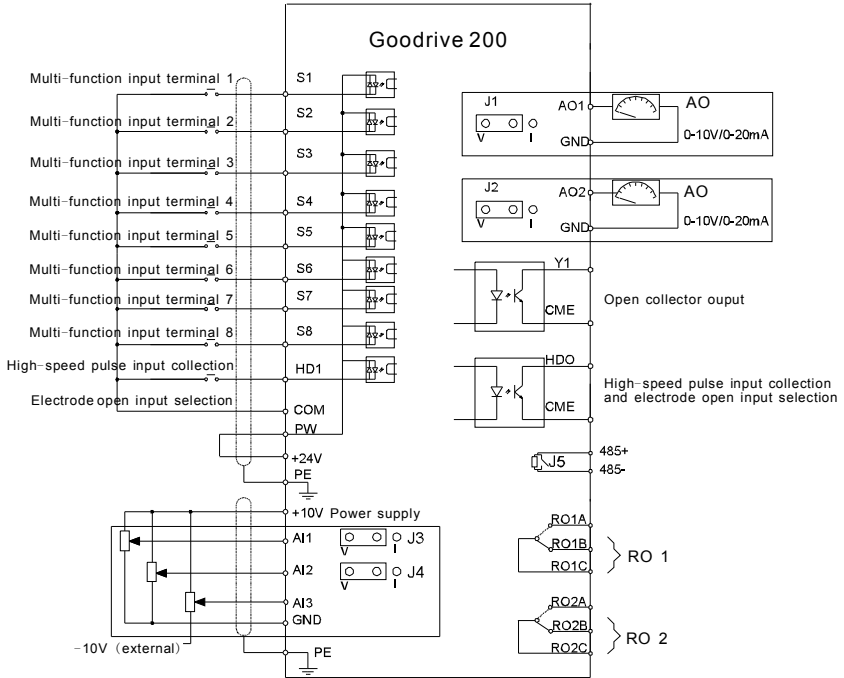 Goodrive 200
Multi-function input terminal 1
S1
Multi-function input terminal 2
S2
Multi-function input terminal 3
S3
Multi-function input terminal 4
S4
Multi-function input terminal 5
S5
Multi-function input terminal 6
S6
Multi-function input terminal 7
S7
Multi-function input terminal 8
S8
High-speed pulse input collection
HD1
Electrode open input selection
COM
PW
+24V
PE
+10V Power supply
AI1
V
I
J3
AI2
V
I
J4
AI3
GND
-10V (external)
PE
J1
V
I
AO1
AO
GND
0-10V/0-20mA
J2
V
I
AO2
AO
GND
0-10V/0-20mA
Y1
CME
Open collector ouput
HDO
CME
High-speed pulse input collection
and electrode open input selection
485+
J5
485-
RO1A
RO1B
RO1C
RO 1
RO2A
RO2B
RO2C
RO 2